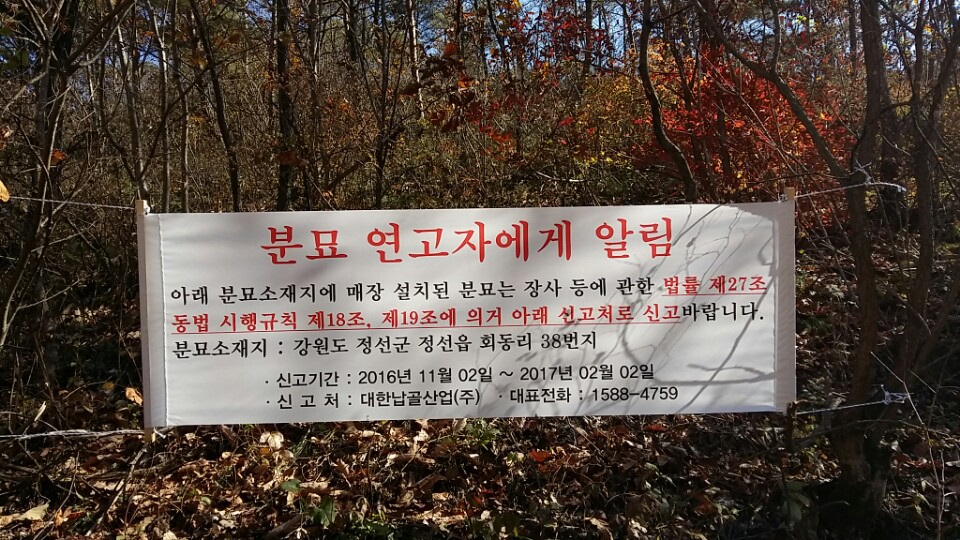 분묘 연고자에게 알림
아래 분묘소재지에 매장 설치된 분묘는 장사 등에 관한 법률 제27조
동법 시행규칙 제18조, 제19조에 의거 아래 신고처로 신고바랍니다.
분묘소재지 : 강원도 정선군 정선읍 회동리 38번지
· 신고기간 : 2016년 11월 02일 ~ 2017년 02월 02일
· 신 고 처 : 대한납골산업(주) · 대표전화 : 1588-4759